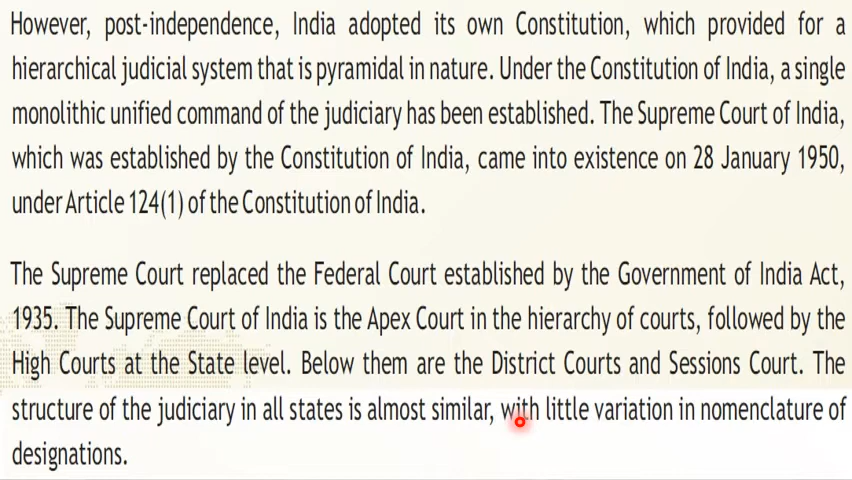 However, post-independence, India adopted its own Constitution, which provided for a
hierarchical judicial system that is pyramidal in nature. Under the Constitution of India, a single
monolithic unified command of the judiciary has been established. The Supreme Court of India,
which was established by the Constitution of India, came into existence on 28 January 1950,
under Article 124(1) of the Constitution of India.
The Supreme Court replaced the Federal Court established by the Government of India Act,
1935. The Supreme Court of India is the Apex Court in the hierarchy of courts, followed by the
High Courts at the State level. Below them are the District Courts and Sessions Court. The
structure of the judiciary in all states is almost similar, with little variation in nomenclature of
designations.